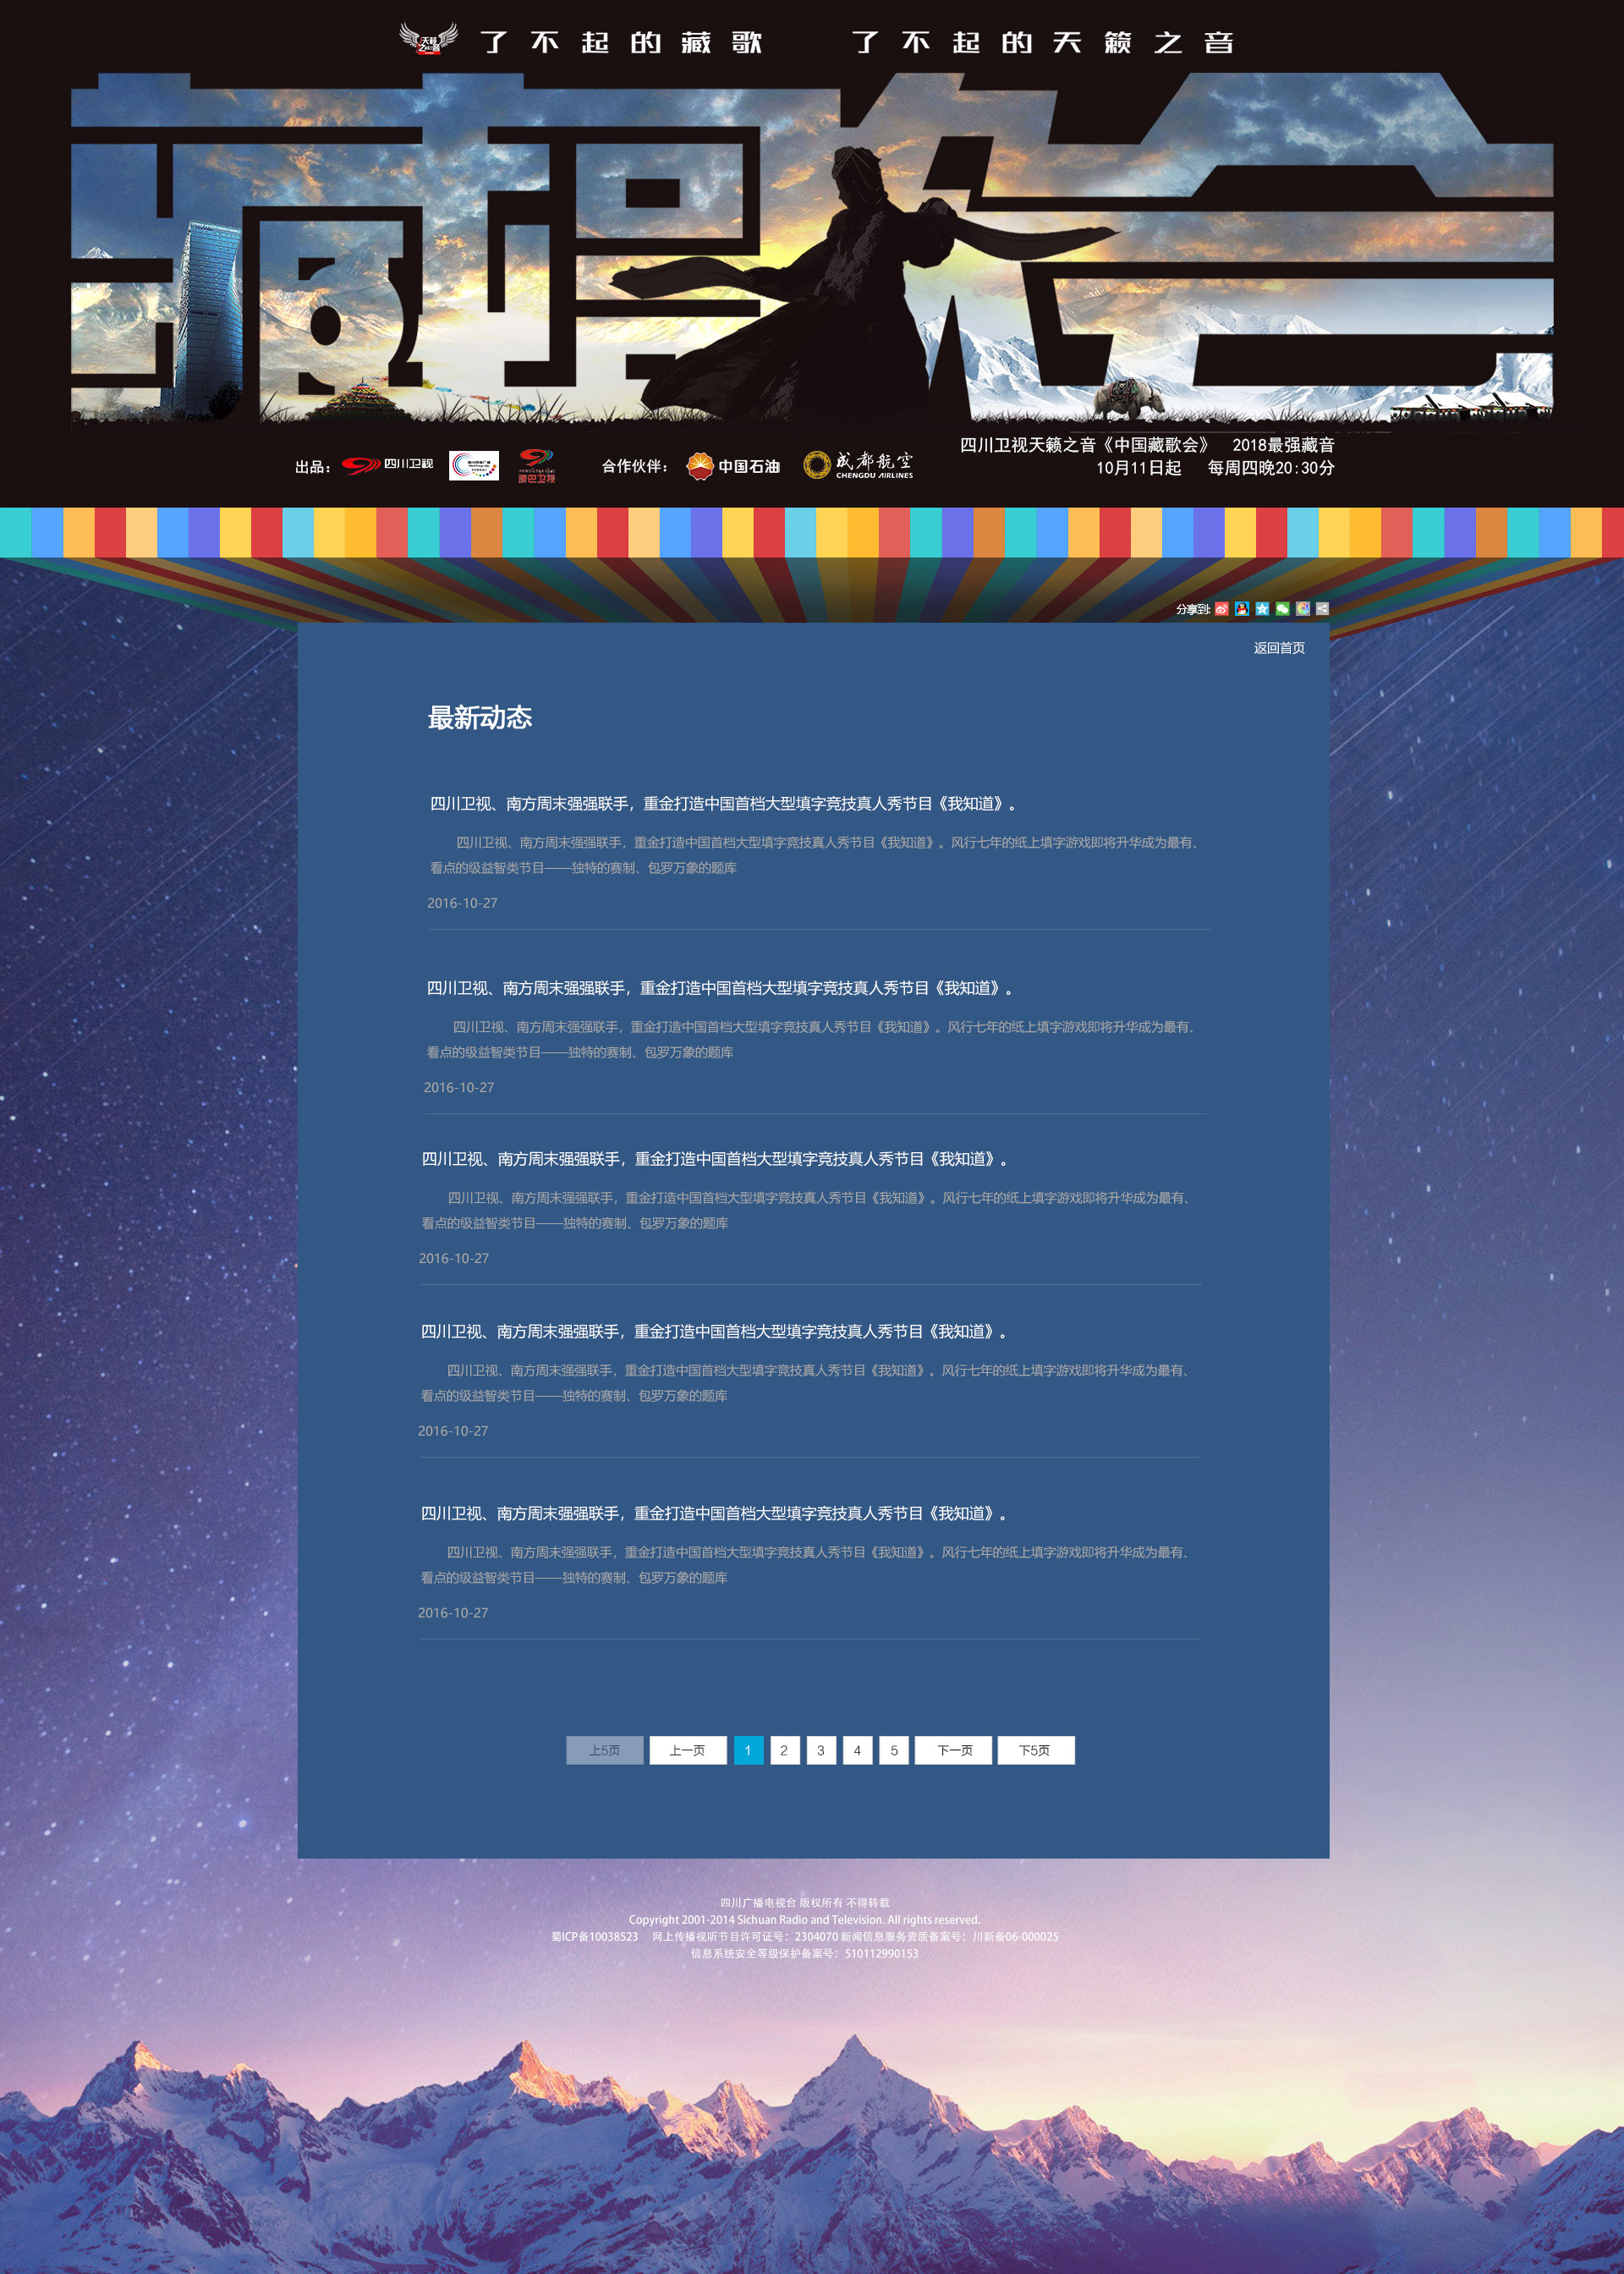 天籁之音
了不起的藏歌 了不起的天籁之音
藏歌会
四川卫视天籁之音《中国藏歌会》 2018最强藏音
10月11日起 每周四晚20:30分
出品： 四川卫视 康巴卫视 合作伙伴： 中国石油 成都航空
CHENGDU AIRLINES
分享到:
返回首页
最新动态
四川卫视、南方周末强强联手，重金打造中国首档大型填字竞技真人秀节目《我知道》。
四川卫视、南方周末强强联手，重金打造中国首档大型填字竞技真人秀节目《我知道》。风行七年的纸上填字游戏即将升华成为最有、
看点的级益智类节目——独特的赛制、包罗万象的题库
2016-10-27
四川卫视、南方周末强强联手，重金打造中国首档大型填字竞技真人秀节目《我知道》。
四川卫视、南方周末强强联手，重金打造中国首档大型填字竞技真人秀节目《我知道》。风行七年的纸上填字游戏即将升华成为最有、
看点的级益智类节目——独特的赛制、包罗万象的题库
2016-10-27
四川卫视、南方周末强强联手，重金打造中国首档大型填字竞技真人秀节目《我知道》。
四川卫视、南方周末强强联手，重金打造中国首档大型填字竞技真人秀节目《我知道》。风行七年的纸上填字游戏即将升华成为最有、
看点的级益智类节目——独特的赛制、包罗万象的题库
2016-10-27
四川卫视、南方周末强强联手，重金打造中国首档大型填字竞技真人秀节目《我知道》。
四川卫视、南方周末强强联手，重金打造中国首档大型填字竞技真人秀节目《我知道》。风行七年的纸上填字游戏即将升华成为最有、
看点的级益智类节目——独特的赛制、包罗万象的题库
2016-10-27
四川卫视、南方周末强强联手，重金打造中国首档大型填字竞技真人秀节目《我知道》。
四川卫视、南方周末强强联手，重金打造中国首档大型填字竞技真人秀节目《我知道》。风行七年的纸上填字游戏即将升华成为最有、
看点的级益智类节目——独特的赛制、包罗万象的题库
2016-10-27
上5页 上一页 1 2 3 4 5 下一页 下5页
四川广播电视台 版权所有 不得转载
Copyright 2001-2014 Sichuan Radio and Television. All rights reserved.
蜀ICP备10038523 网上传播视听节目许可证号：2304070 新闻信息服务资质备案号：川新备06-000025
信息系统安全等级保护备案号：510112990153